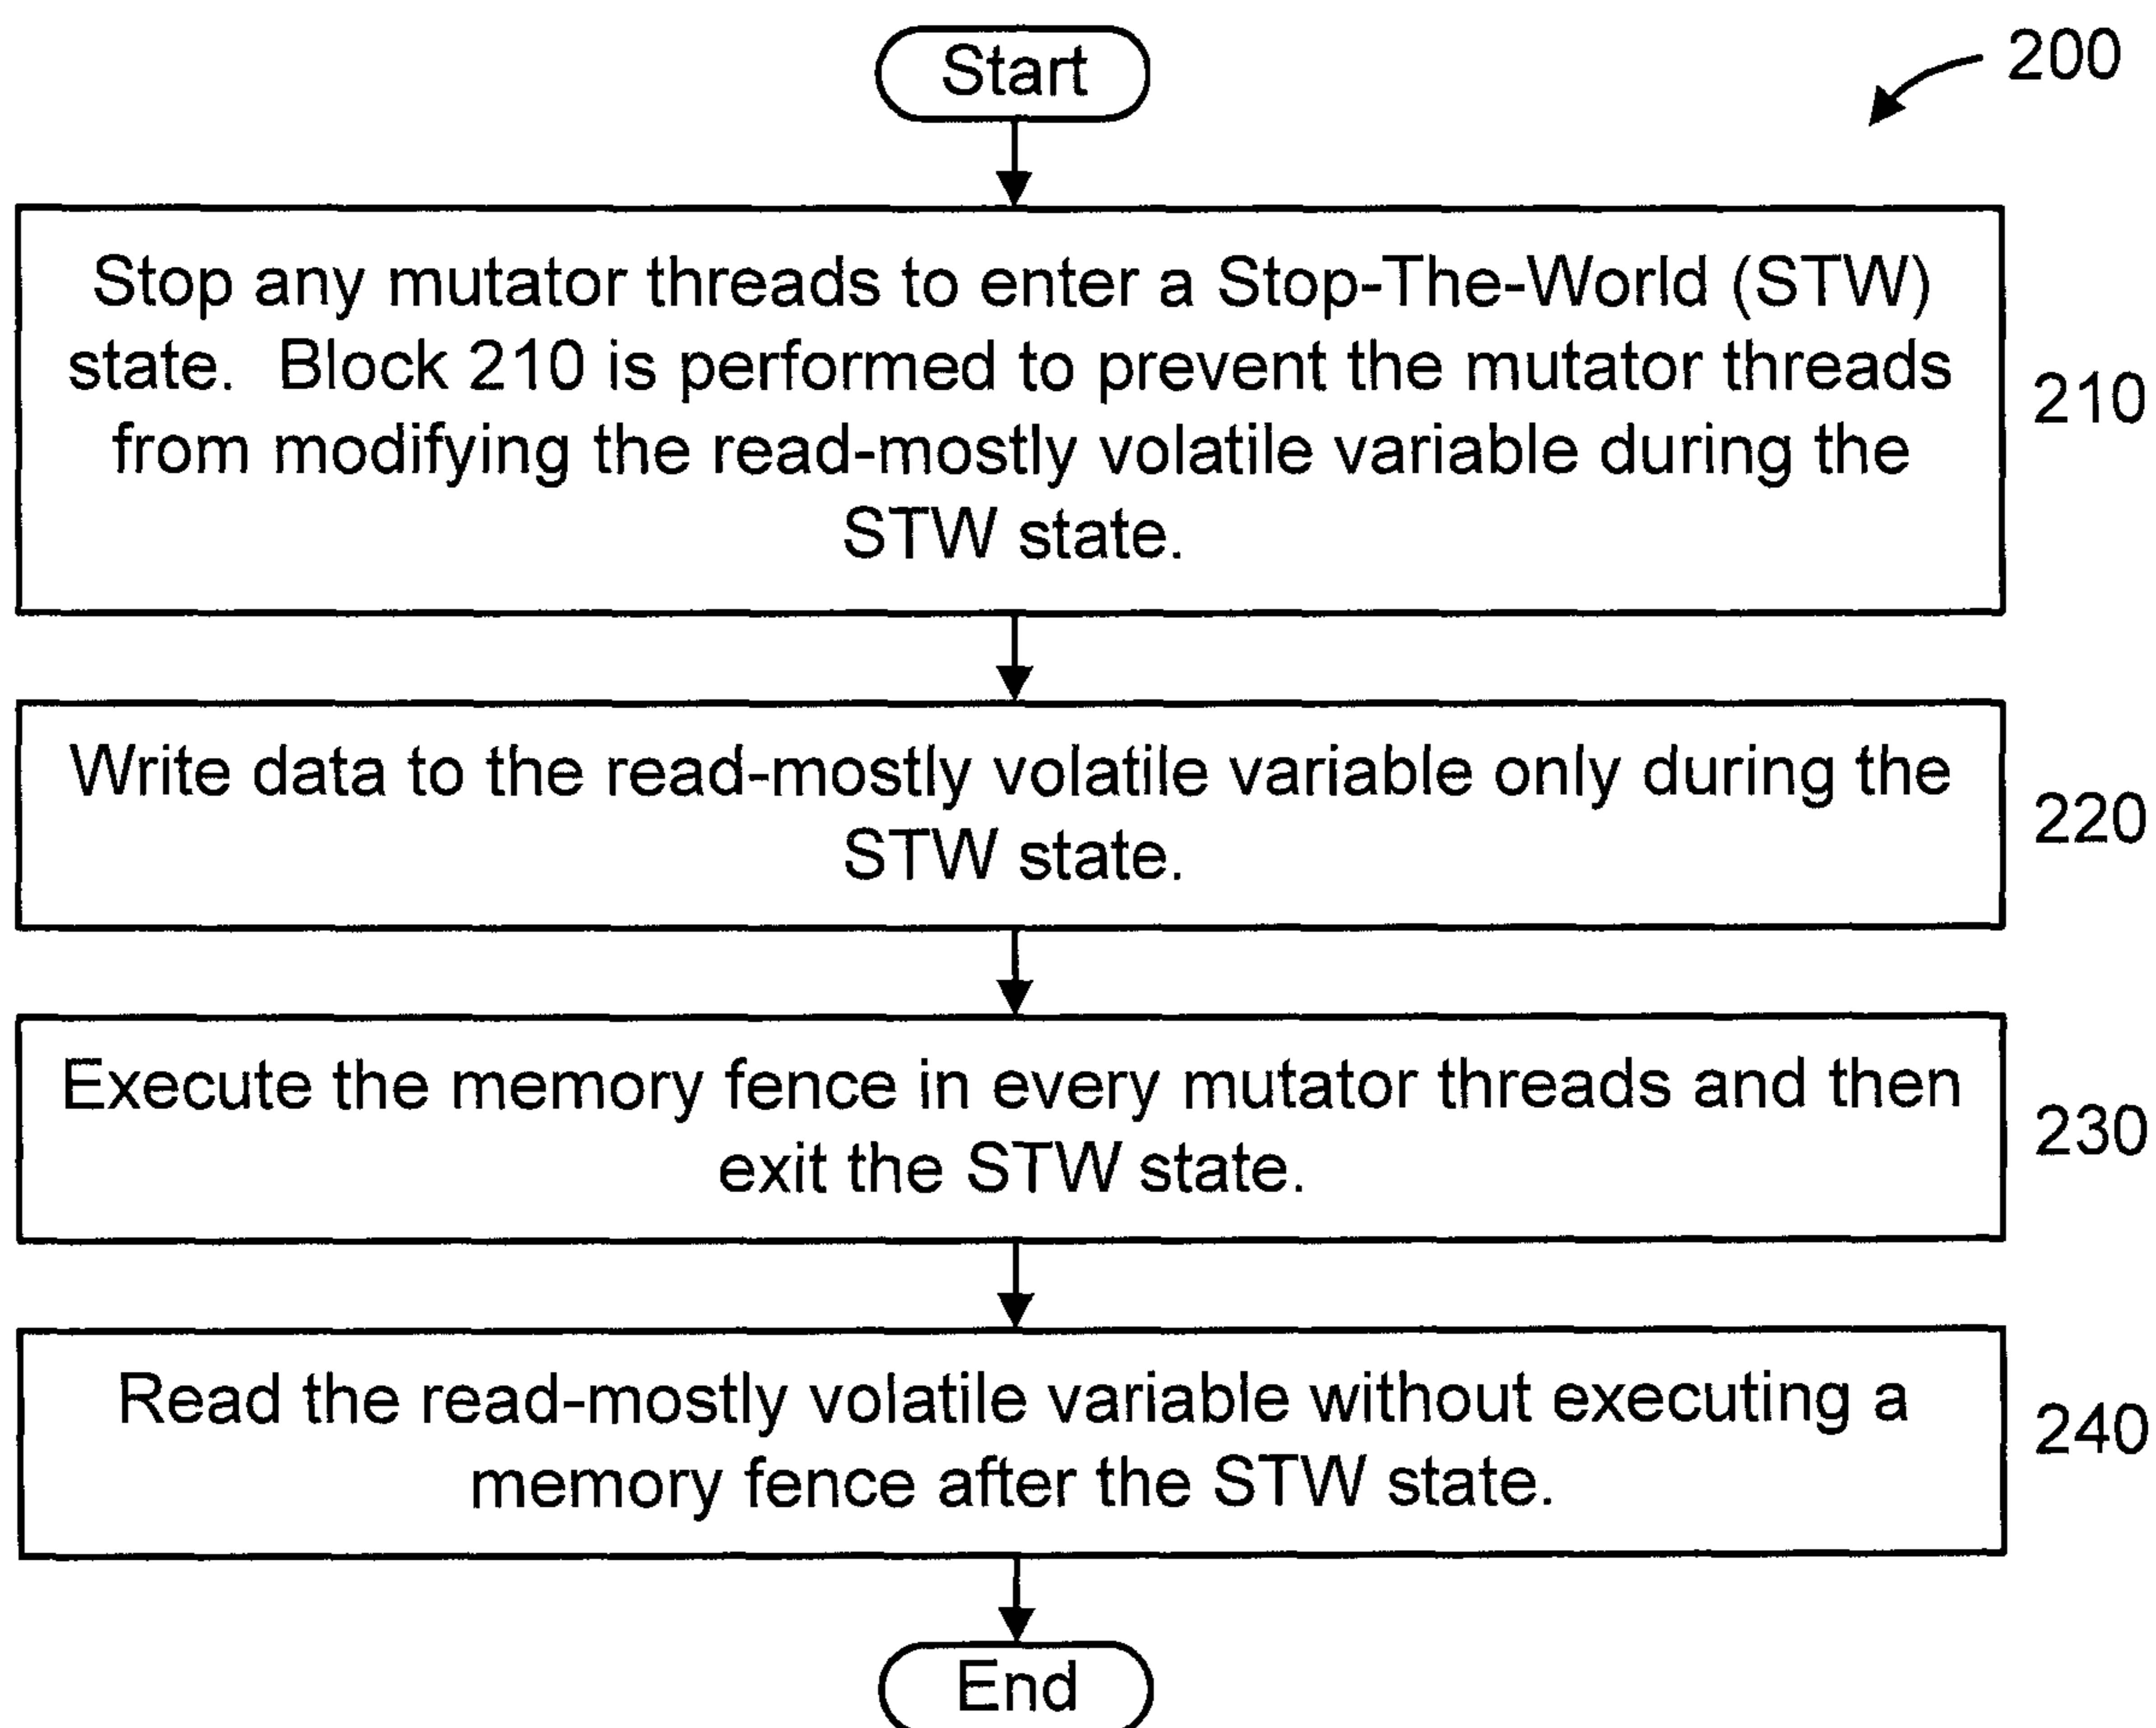 Start
200
Stop any mutator threads to enter a Stop-The-World (STW)
state. Block 210 is performed to prevent the mutator threads
from modifying the read-mostly volatile variable during the
STW state.
210
Write data to the read-mostly volatile variable only during the
STW state.
220
Execute the memory fence in every mutator threads and then
exit the STW state.
230
Read the read-mostly volatile variable without executing a
memory fence after the STW state.
240
End